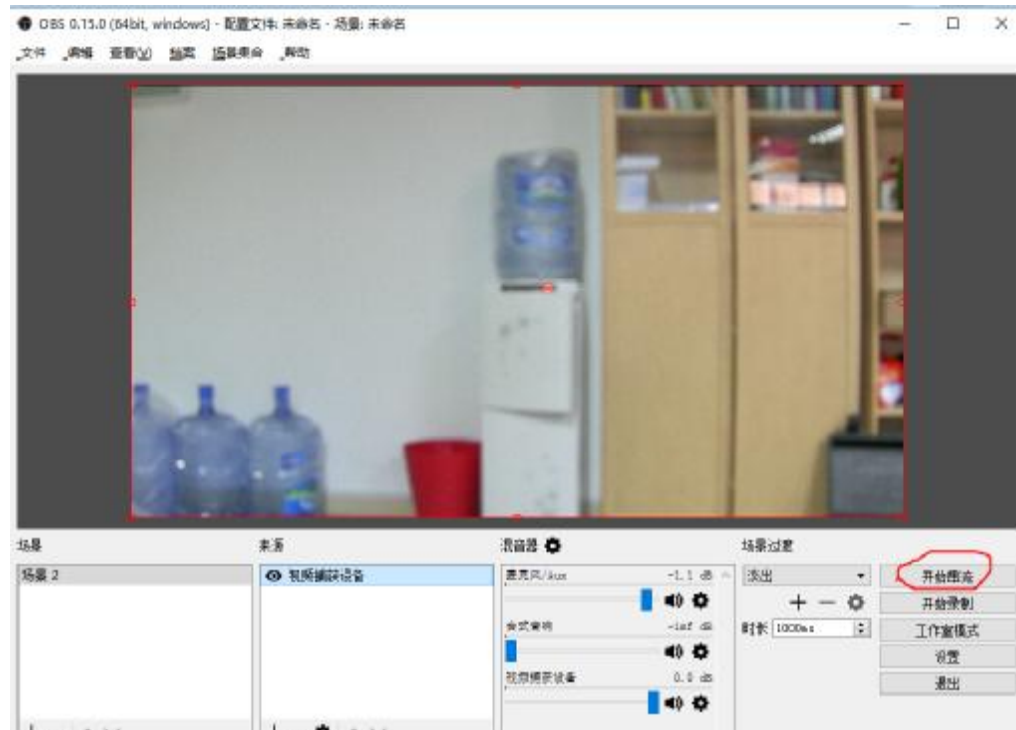 OBS 0.15.0 (64bit, windows) - 配置文件: 未命名 - 场景: 未命名
文件 编辑 查看(V) 档案 场景集合 帮助
场景 来源 混音器 场景过度
场景 2 视频捕获设备 麦克风/Aux -1.1 dB 淡出 开始串流
开始录制
台式音响 -inf dB 时长 1000ms 工作室模式
设置
视频捕获设备 0.0 dB 退出